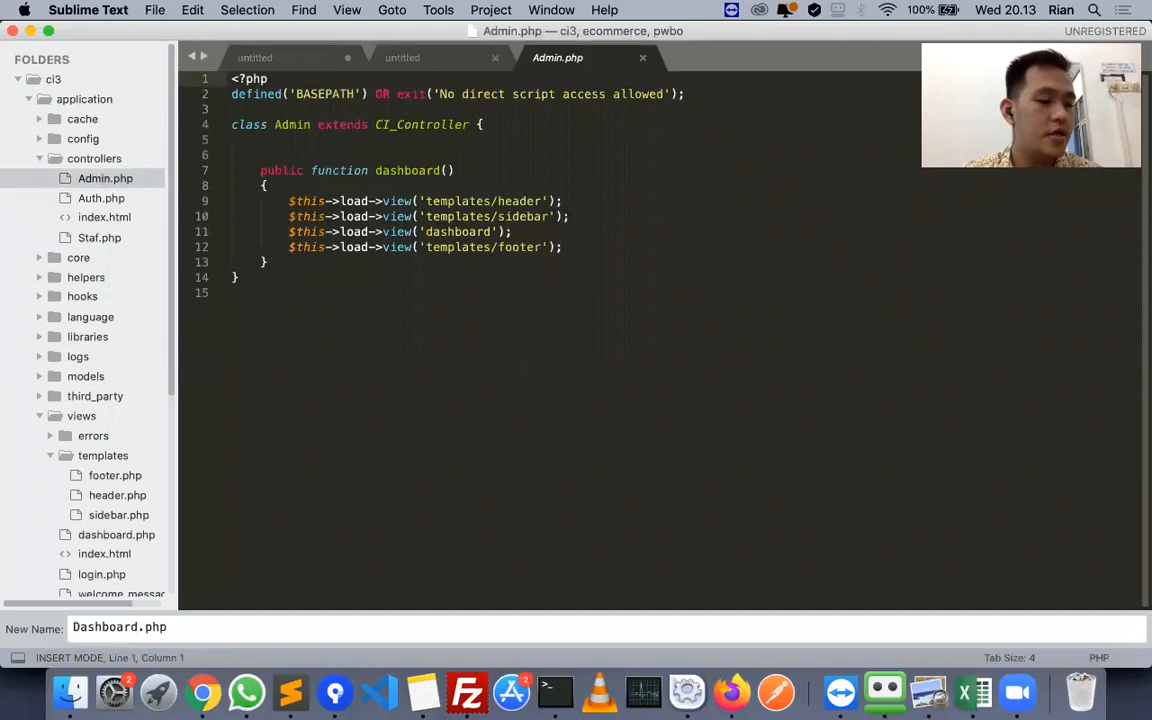 Sublime Text File Edit Selection Find View Goto Tools Project Window Help 100% Wed 20.13 Rian
Admin.php — ci3, ecommerce, pwbo UNREGISTERED
FOLDERS
ci3
application
cache
config
controllers
Admin.php
Auth.php
index.html
Staf.php
core
helpers
hooks
language
libraries
logs
models
third_party
views
errors
templates
footer.php
header.php
sidebar.php
dashboard.php
index.html
login.php
welcome_messag
untitled untitled Admin.php
1 <?php
2 defined('BASEPATH') OR exit('No direct script access allowed');
3
4 class Admin extends CI_Controller {
5
6
7 public function dashboard()
8 {
9 $this->load->view('templates/header');
10 $this->load->view('templates/sidebar');
11 $this->load->view('dashboard');
12 $this->load->view('templates/footer');
13 }
14 }
15
New Name: Dashboard.php
INSERT MODE, Line 1, Column 1 Tab Size: 4 PHP
2 2